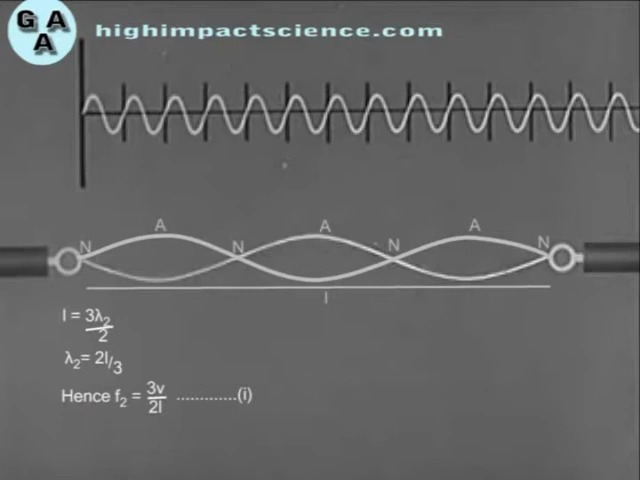 G A
A
highimpactscience.com
A A A
N N N N
l
l = 3λ₂/2
λ₂= 2l/3
Hence f₂ = 3v/2l .............(i)